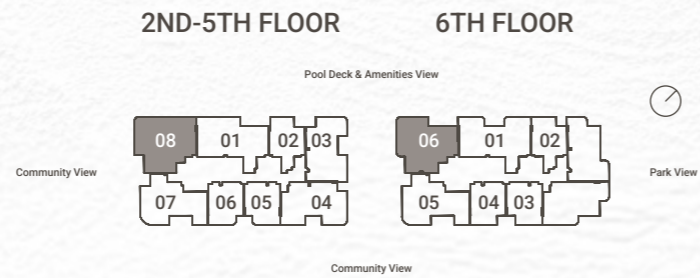 2ND-5TH FLOOR 6TH FLOOR
Pool Deck & Amenities View
08 01 02 03 06 01 02
Community View Park View
07 06 05 04 05 04 03
Community View